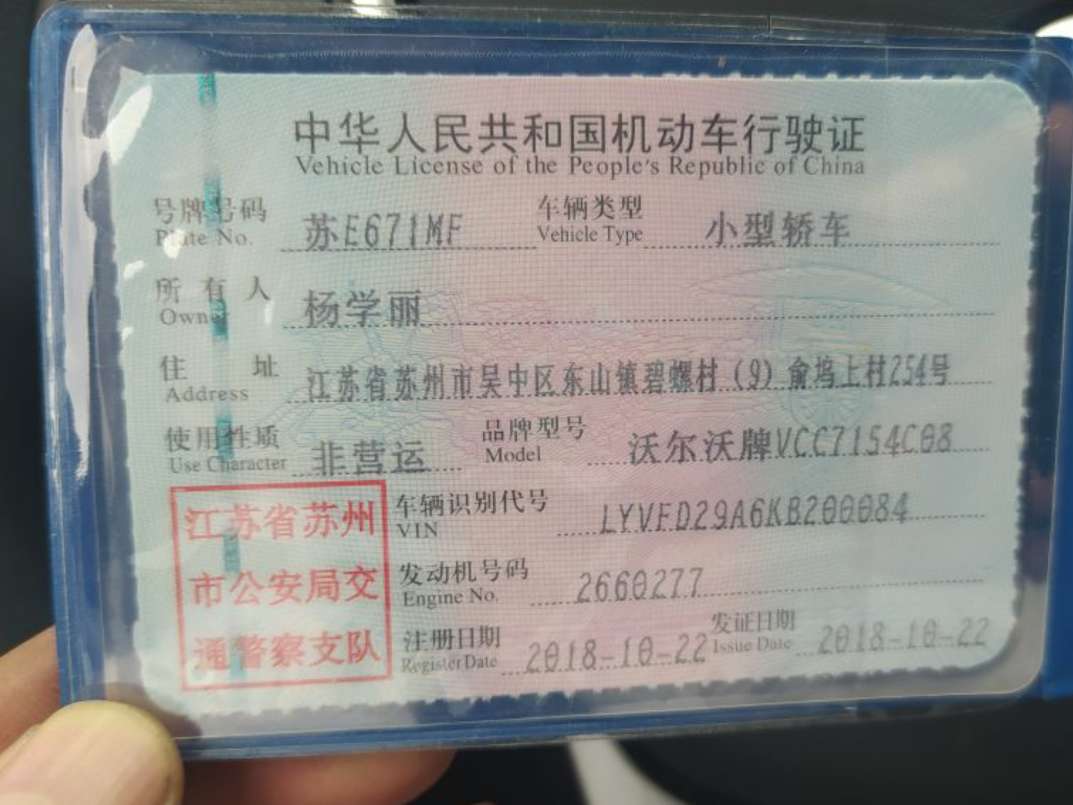 中华人民共和国机动车行驶证
Vehicle License of the People's Republic of China
号牌号码 苏E671MF 车辆类型 小型轿车
Plate No. Vehicle Type
所有人 杨学丽
Owner
住址 江苏省苏州市吴中区东山镇碧螺村(9)俞坞上村254号
Address
使用性质 非营运 品牌型号 沃尔沃牌VCC7154C08
Use Character Model
江苏省苏州 车辆识别代号 LYVFD29A6KB200084
VIN
市公安局交 发动机号码 2660277
Engine No.
通警察支队 注册日期 2018-10-22 发证日期 2018-10-22
Register Date Issue Date